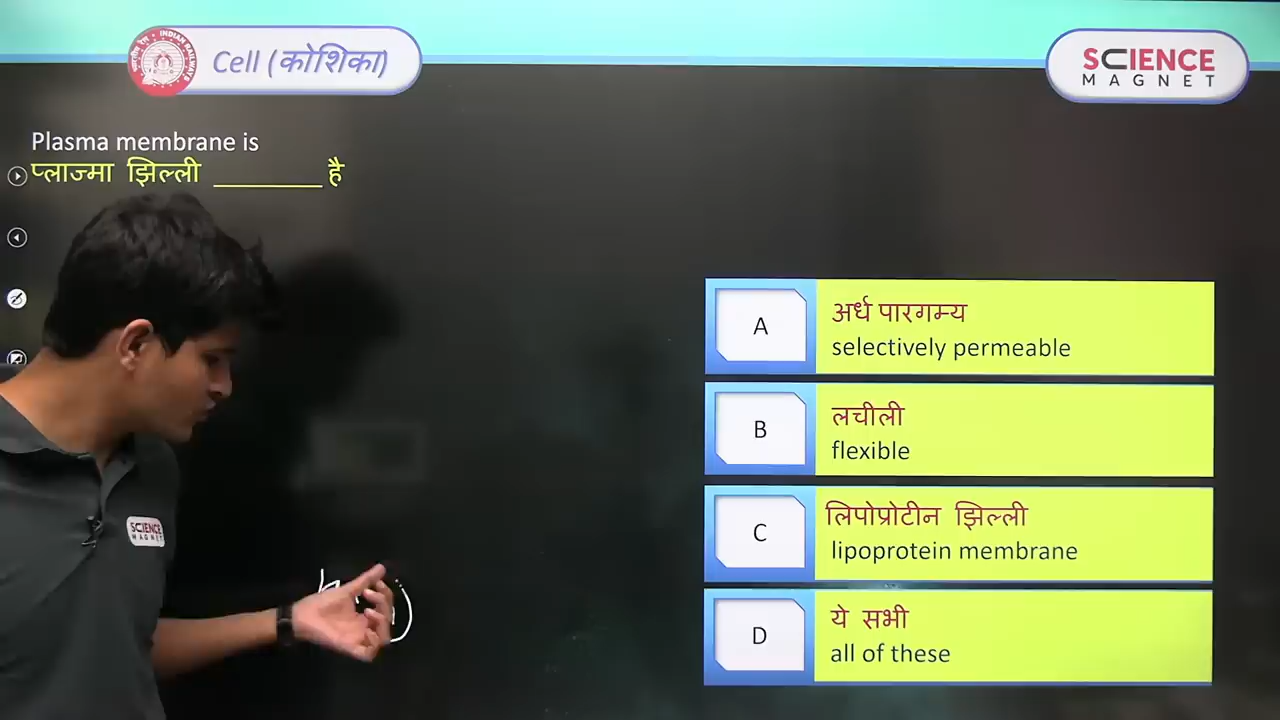 Cell (कोशिका)
SCIENCE
MAGNET
Plasma membrane is
प्लाज्मा झिल्ली ________ है
A
अर्ध पारगम्य
selectively permeable
B
लचीली
flexible
C
लिपोप्रोटीन झिल्ली
lipoprotein membrane
D
ये सभी
all of these
SCIENCE
MAGNET